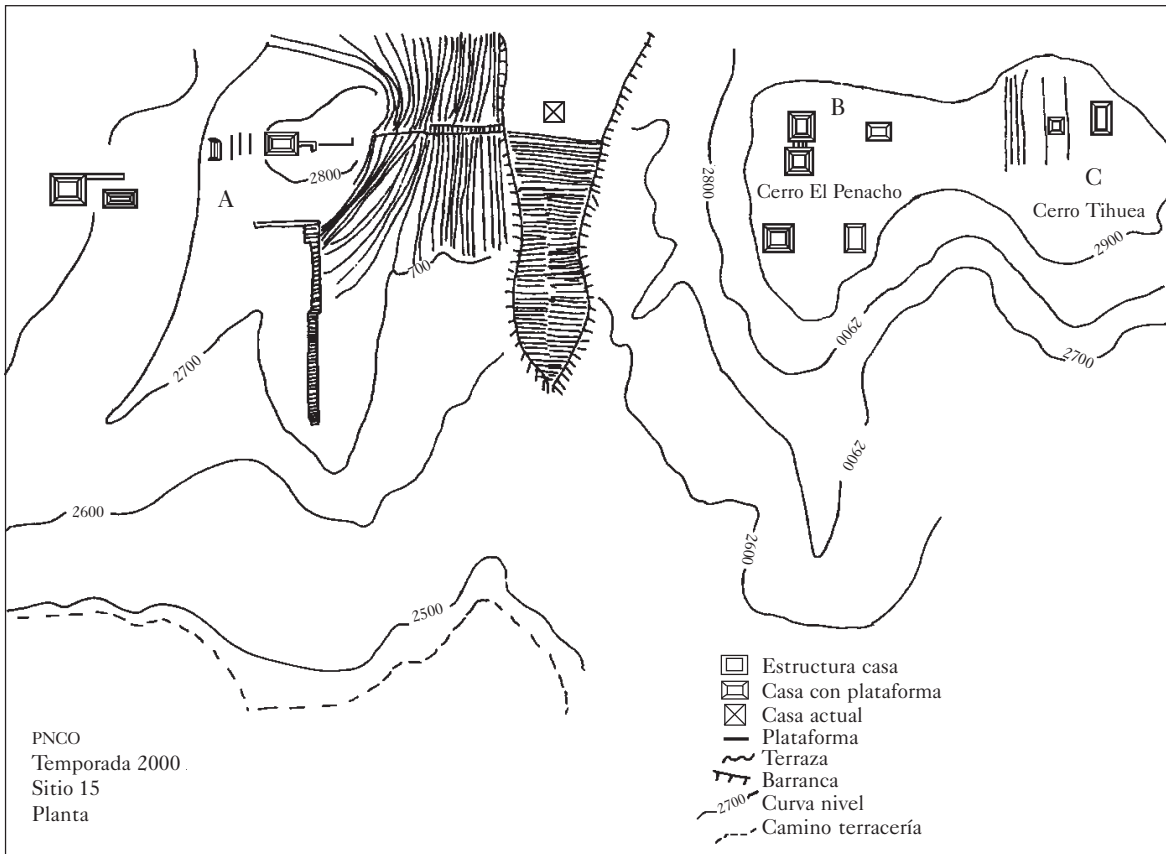 A
B
C
Cerro El Penacho
Cerro Tihuea
2800
2800
2900
700
2700
2900
2700
2900
2600
2600
2500
Estructura casa
Casa con plataforma
Casa actual
Plataforma
Terraza
Barranca
2700
Curva nivel
Camino terracería
PNCO
Temporada 2000
Sitio 15
Planta